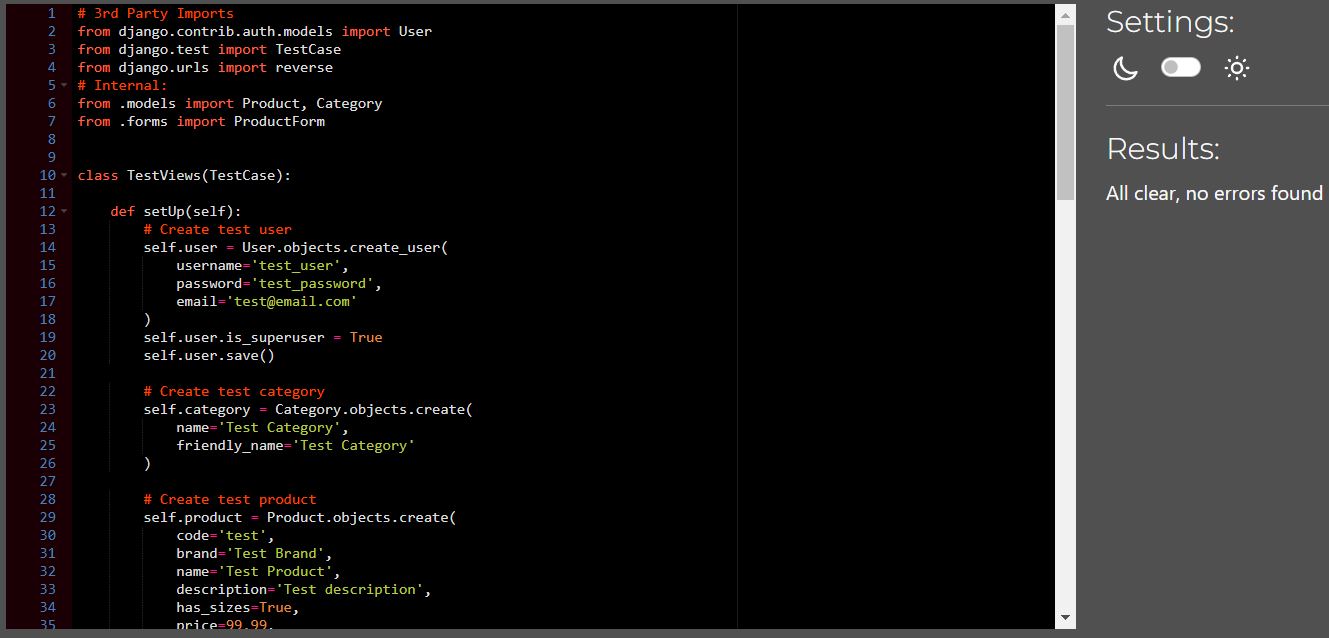 1 # 3rd Party Imports
2 from django.contrib.auth.models import User
3 from django.test import TestCase
4 from django.urls import reverse
5 # Internal:
6 from .models import Product, Category
7 from .forms import ProductForm
8
9
10 class TestViews(TestCase):
11
12     def setUp(self):
13         # Create test user
14         self.user = User.objects.create_user(
15             username='test_user',
16             password='test_password',
17             email='test@email.com'
18         )
19         self.user.is_superuser = True
20         self.user.save()
21
22         # Create test category
23         self.category = Category.objects.create(
24             name='Test Category',
25             friendly_name='Test Category'
26         )
27
28         # Create test product
29         self.product = Product.objects.create(
30             code='test',
31             brand='Test Brand',
32             name='Test Product',
33             description='Test description',
34             has_sizes=True,
35             price=99.99,
Settings:
Results:
All clear, no errors found